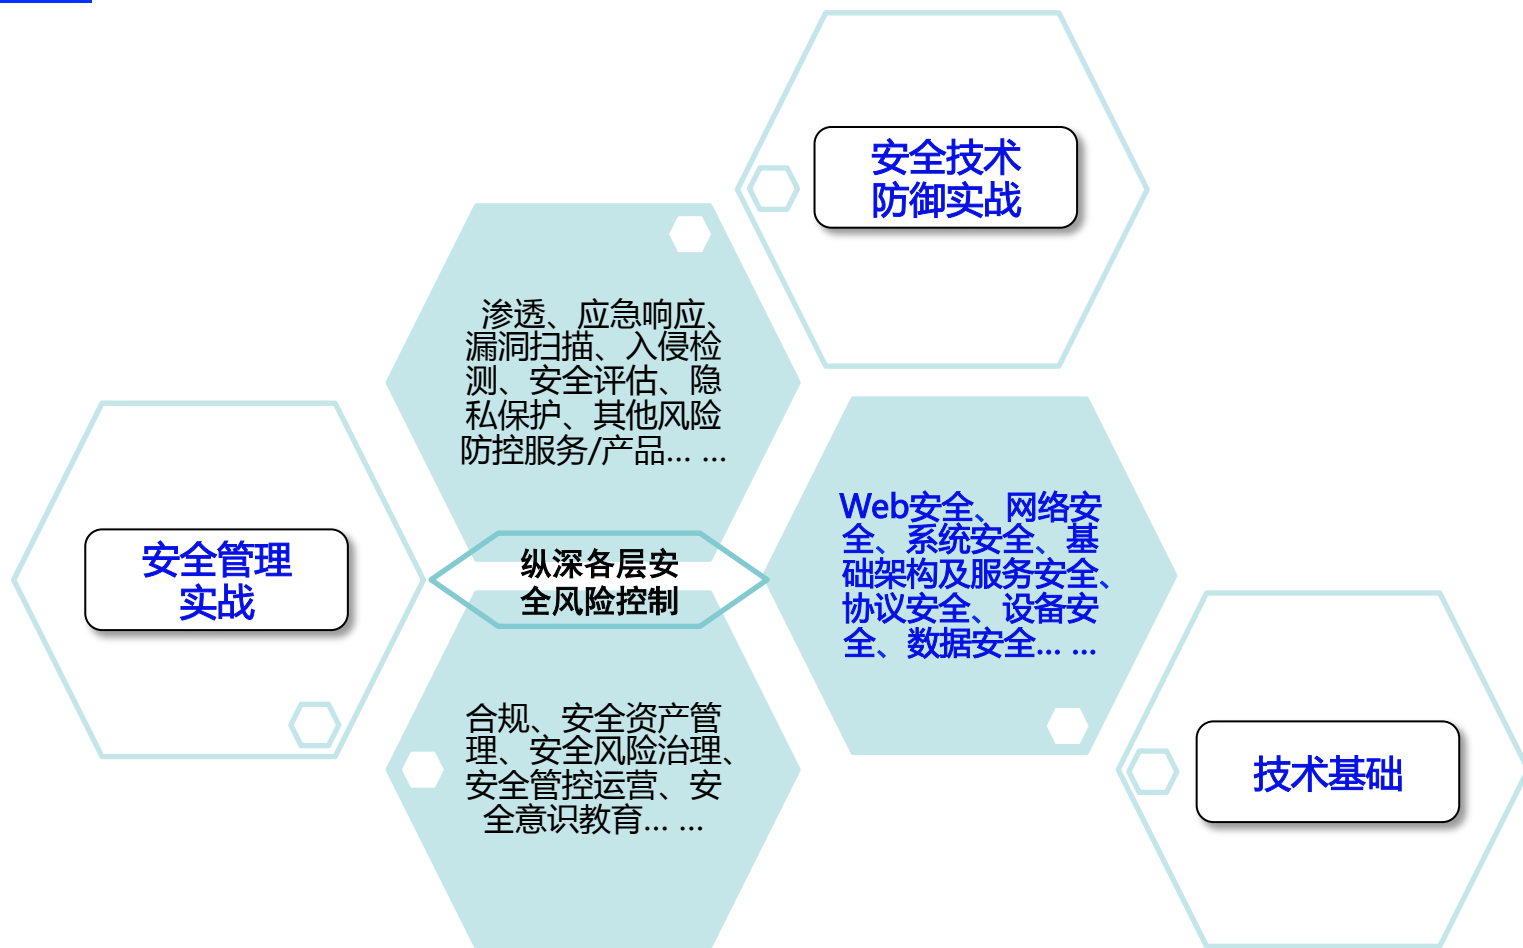 安全技术
防御实战
渗透、应急响应、
漏洞扫描、入侵检
测、安全评估、隐
私保护、其他风险
防控服务/产品... ...
安全管理
实战
纵深各层安
全风险控制
Web安全、网络安
全、系统安全、基
础架构及服务安全、
协议安全、设备安
全、数据安全... ...
合规、安全资产管
理、安全风险治理、
安全管控运营、安
全意识教育... ...
技术基础